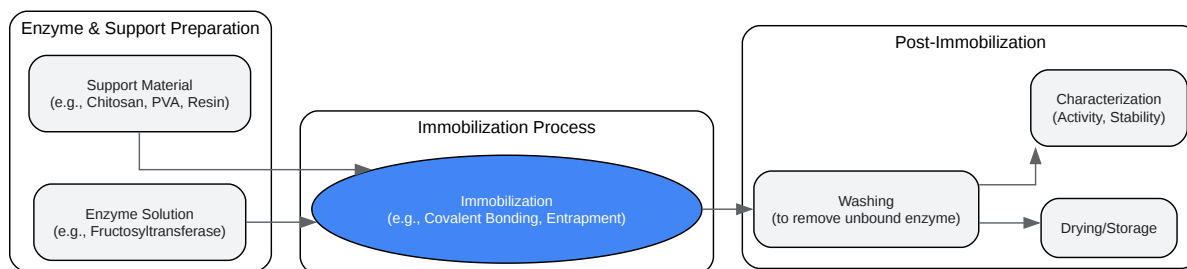 Enzyme & Support Preparation
Support Material
(e.g., Chitosan, PVA, Resin)
Enzyme Solution
(e.g., Fructosyltransferase)
Immobilization Process
Immobilization
(e.g., Covalent Bonding, Entrapment)
Post-Immobilization
Washing
(to remove unbound enzyme)
Characterization
(Activity, Stability)
Drying/Storage